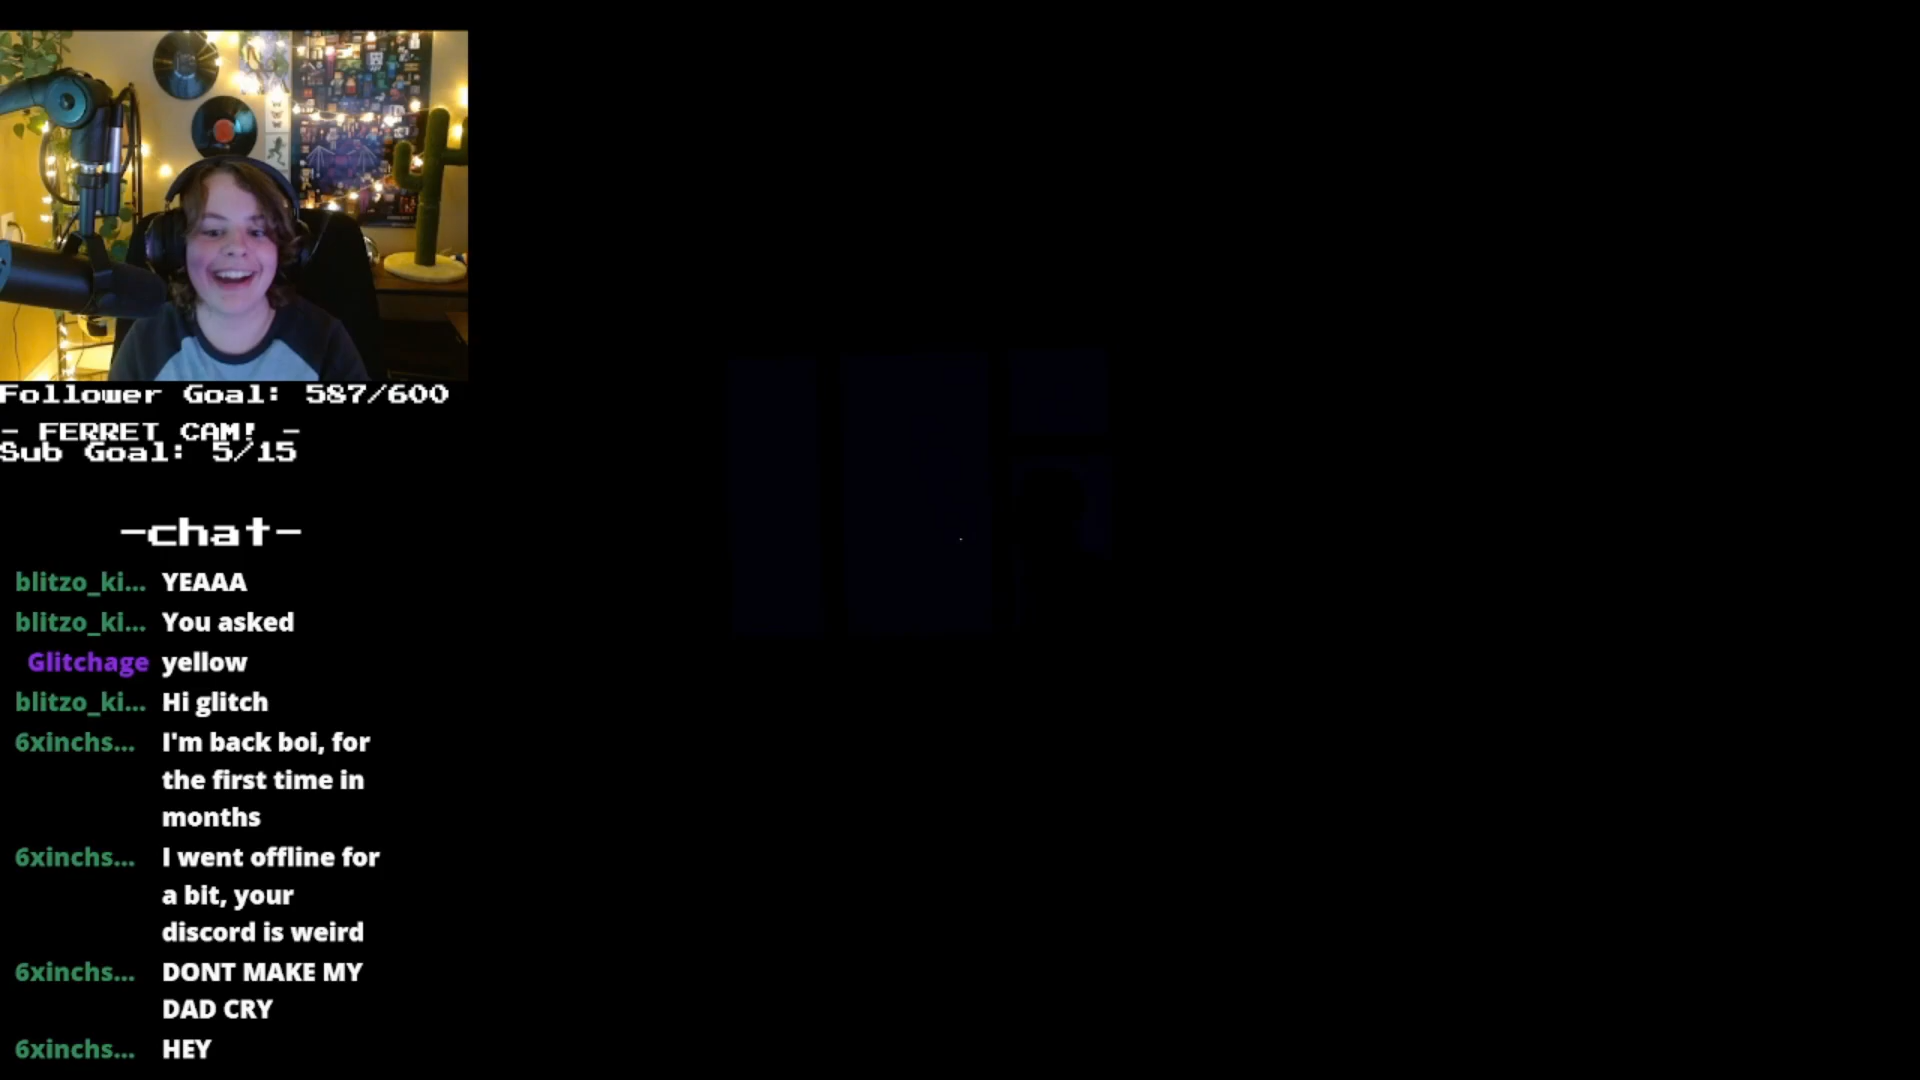 Follower Goal: 587/600
- FERRET CAM! -
Sub Goal: 5/15
-chat-
blitzo_ki... YEAAA
blitzo_ki... You asked
Glitchage yellow
blitzo_ki... Hi glitch
6xinchs... I'm back boi, for
the first time in
months
6xinchs... I went offline for
a bit, your
discord is weird
6xinchs... DONT MAKE MY
DAD CRY
6xinchs... HEY